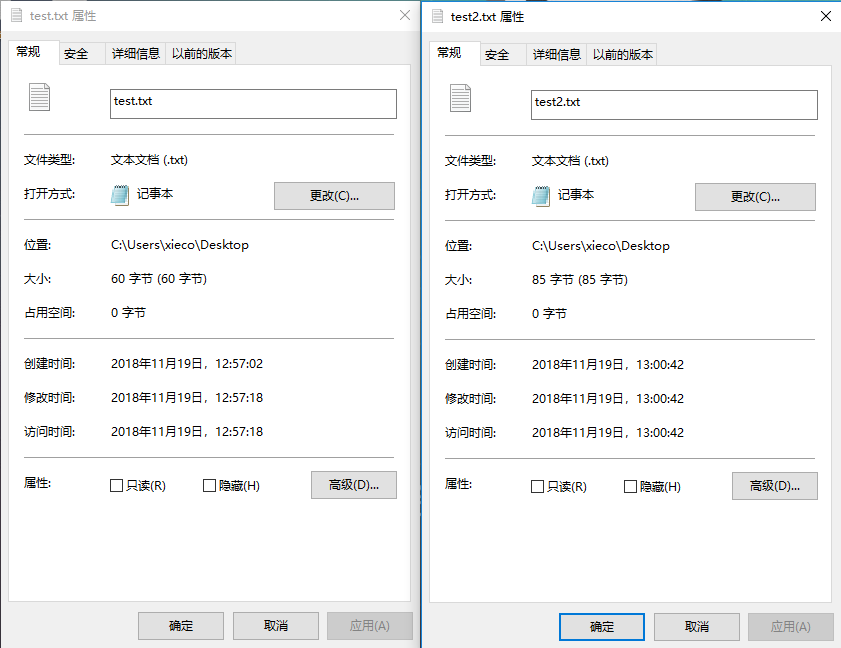 test.txt 属性
常规 安全 详细信息 以前的版本
test.txt
文件类型: 文本文档 (.txt)
打开方式: 记事本 更改(C)...
位置: C:\Users\xieco\Desktop
大小: 60 字节 (60 字节)
占用空间: 0 字节
创建时间: 2018年11月19日，12:57:02
修改时间: 2018年11月19日，12:57:18
访问时间: 2018年11月19日，12:57:18
属性: 只读(R) 隐藏(H) 高级(D)...
确定 取消 应用(A)
test2.txt 属性
常规 安全 详细信息 以前的版本
test2.txt
文件类型: 文本文档 (.txt)
打开方式: 记事本 更改(C)...
位置: C:\Users\xieco\Desktop
大小: 85 字节 (85 字节)
占用空间: 0 字节
创建时间: 2018年11月19日，13:00:42
修改时间: 2018年11月19日，13:00:42
访问时间: 2018年11月19日，13:00:42
属性: 只读(R) 隐藏(H) 高级(D)...
确定 取消 应用(A)